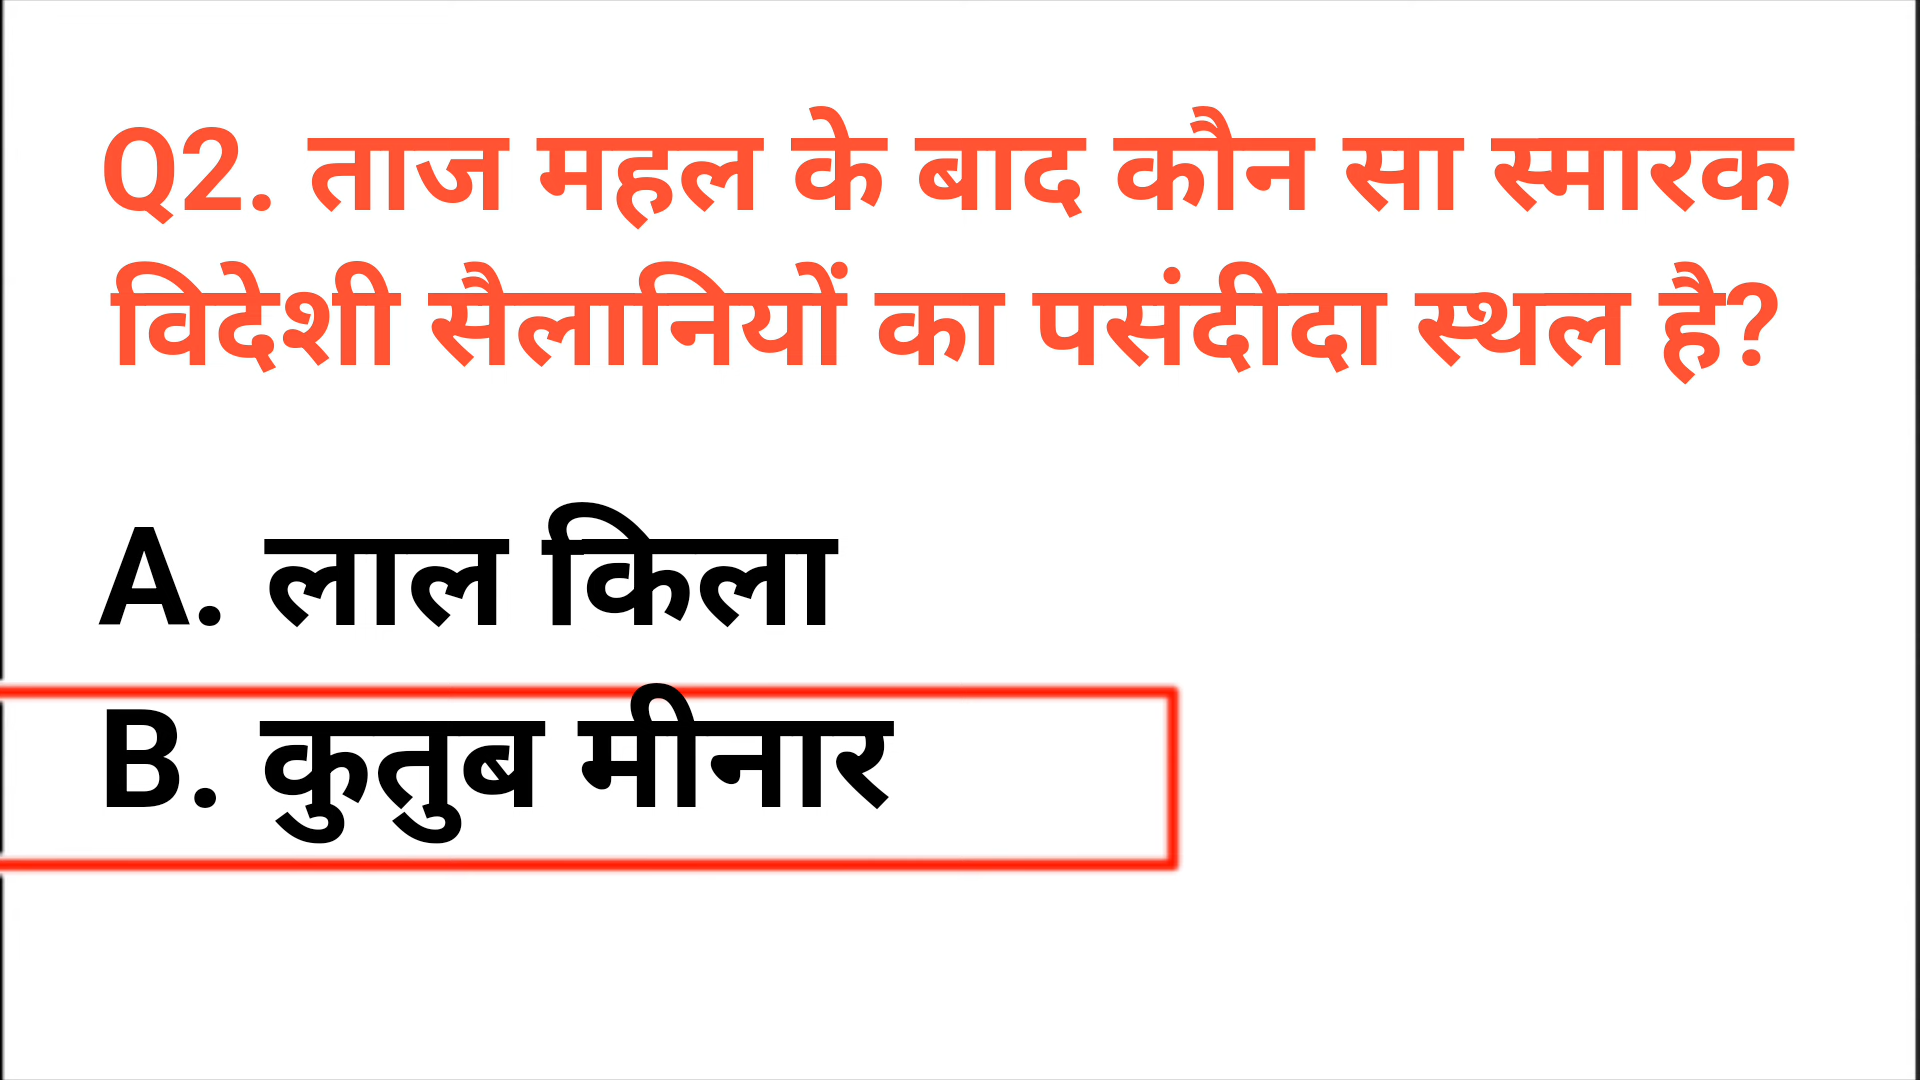 Q2. ताज महल के बाद कौन सा स्मारक
विदेशी सैलानियों का पसंदीदा स्थल है?
A. लाल किला
B. कुतुब मीनार